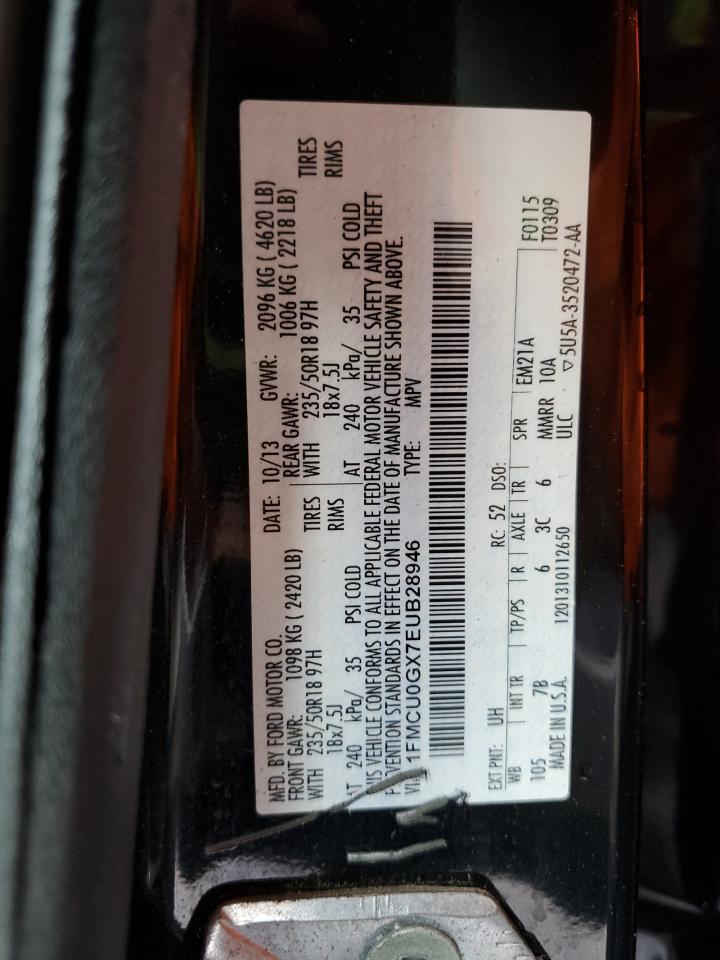 MFD. BY FORD MOTOR CO. DATE: 10/13 GVWR: 2096 KG ( 4620 LB)
FRONT GAWR: 1098 KG ( 2420 LB) REAR GAWR: 1006 KG ( 2218 LB)
WITH 235/50R18 97H TIRES WITH 235/50R18 97H TIRES
18x7.5J RIMS 18x7.5J RIMS
AT 240 kPa/ 35 PSI COLD AT 240 kPa/ 35 PSI COLD
THIS VEHICLE CONFORMS TO ALL APPLICABLE FEDERAL MOTOR VEHICLE SAFETY AND THEFT
PREVENTION STANDARDS IN EFFECT ON THE DATE OF MANUFACTURE SHOWN ABOVE.
VIN: 1FMCU0GX7EUB28946 TYPE: MPV
EXT PNT: UH RC: 52 DSO: F0115
WB INT TR TP/PS R AXLE TR SPR EM21A T0309
105 7B 6 3C 6 MMRR 10A
MADE IN U.S.A. 1201310112650 ULC ▽5U5A-3520472-AA